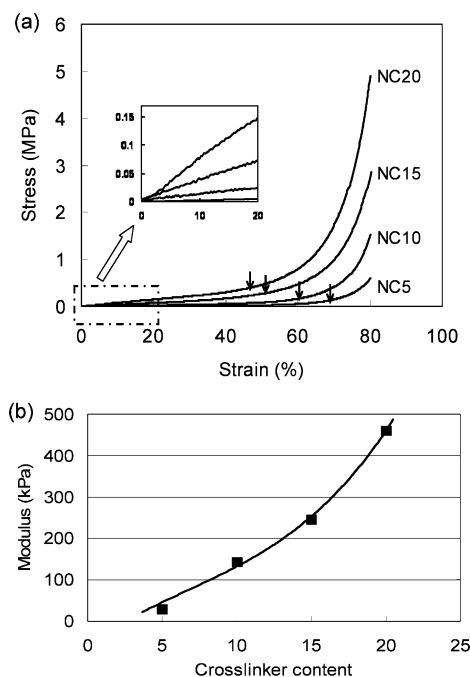 (a)
6
5
4
3
2
1
0
Stress (MPa)
0 20 40 60 80 100
Strain (%)
NC20
NC15
NC10
NC5
0.15
0.1
0.05
0
0 10 20
(b)
500
400
300
200
100
0
Modulus (kPa)
0 5 10 15 20 25
Crosslinker content